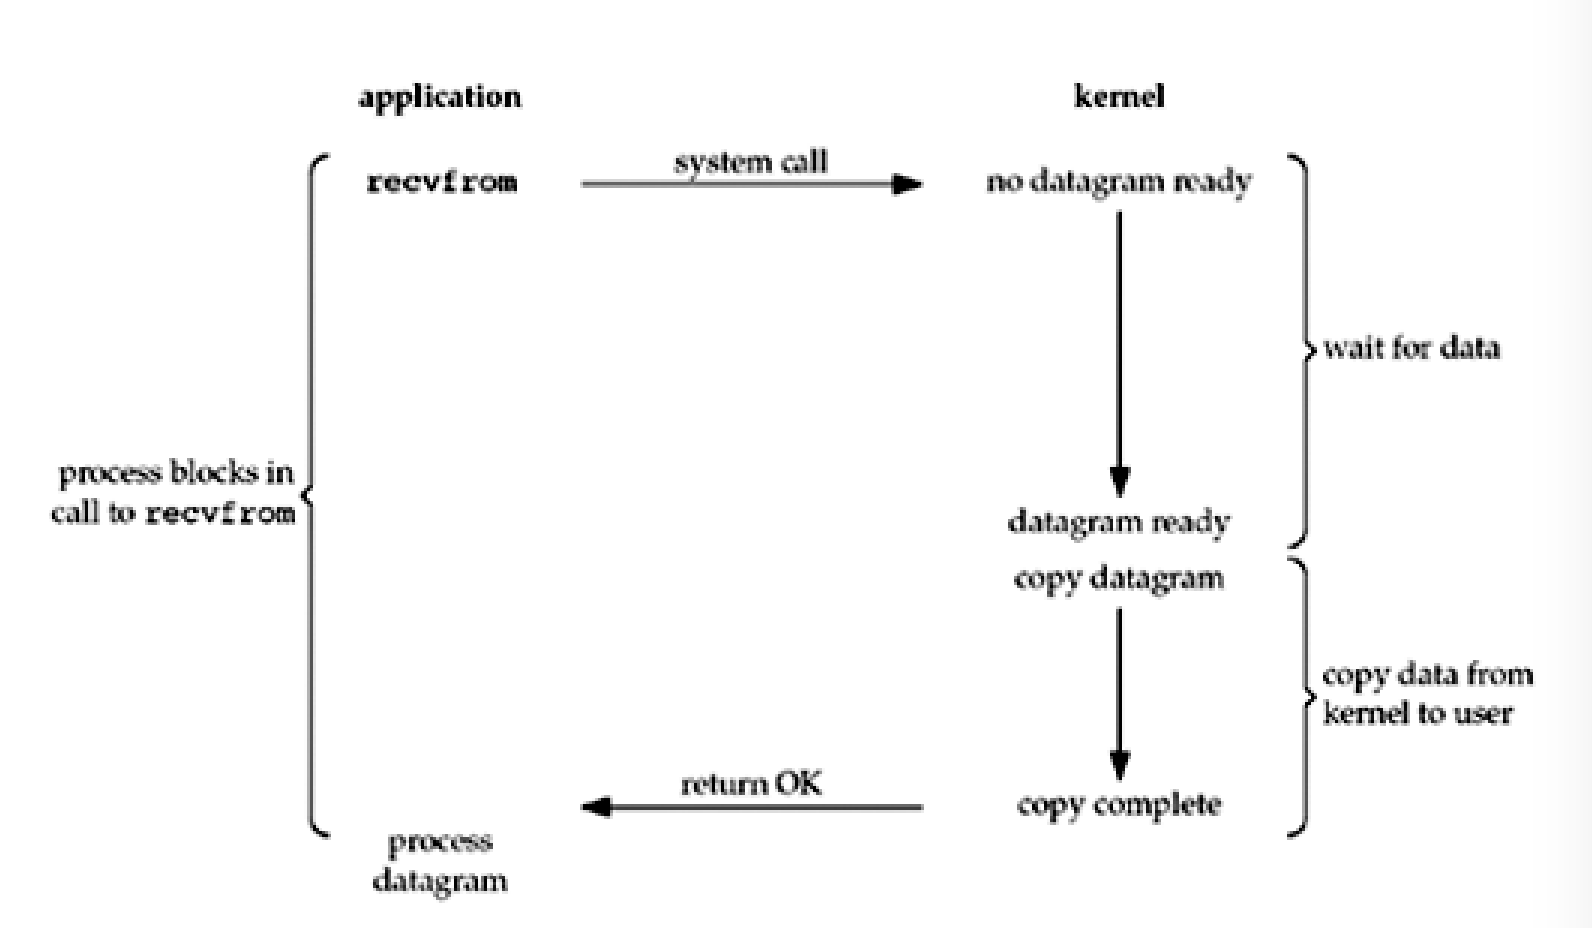 application
kernel
recvfrom
system call
no datagram ready
wait for data
process blocks in
call to recvfrom
datagram ready
copy datagram
copy data from
kernel to user
return OK
copy complete
process
datagram